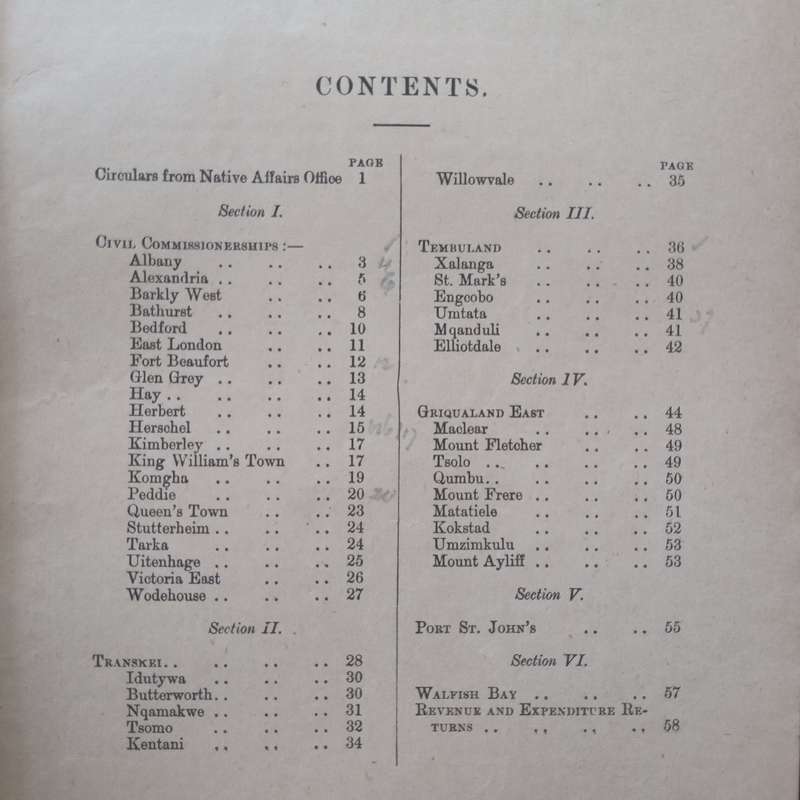 CONTENTS.
PAGE
Circulars from Native Affairs Office 1
Section I.
CIVIL COMMISSIONERSHIPS :—
Albany .. .. .. 3
Alexandria .. .. .. 5
Barkly West .. .. 6
Bathurst .. .. .. 8
Bedford .. .. .. 10
East London .. .. 11
Fort Beaufort .. .. 12
Glen Grey .. .. .. 13
Hay .. .. .. .. 14
Herbert .. .. .. 14
Herschel .. .. .. 15
Kimberley .. .. .. 17
King William's Town .. 17
Komgha .. .. .. 19
Peddie .. .. .. 20
Queen's Town .. .. 23
Stutterheim .. .. .. 24
Tarka .. .. .. 24
Uitenhage .. .. .. 25
Victoria East .. .. 26
Wodehouse .. .. .. 27
Section II.
TRANSKEI .. .. .. .. 28
Idutywa .. .. .. 30
Butterworth .. .. .. 30
Nqamakwe .. .. .. 31
Tsomo .. .. .. 32
Kentani .. .. .. 34
PAGE
Willowvale .. .. .. 35
Section III.
TEMBULAND .. .. .. 36
Xalanga .. .. .. 38
St. Mark's .. .. .. 40
Engcobo .. .. .. 40
Umtata .. .. .. 41
Mqanduli .. .. .. 41
Elliotdale .. .. .. 42
Section IV.
GRIQUALAND EAST .. .. 44
Maclear .. .. .. 48
Mount Fletcher .. .. 49
Tsolo .. .. .. .. 49
Qumbu .. .. .. .. 50
Mount Frere .. .. .. 50
Matatiele .. .. .. 51
Kokstad .. .. .. 52
Umzimkulu .. .. .. 53
Mount Ayliff .. .. .. 53
Section V.
PORT ST. JOHN'S .. .. 55
Section VI.
WALFISH BAY .. .. .. 57
REVENUE AND EXPENDITURE RE-
TURNS .. .. .. .. 58